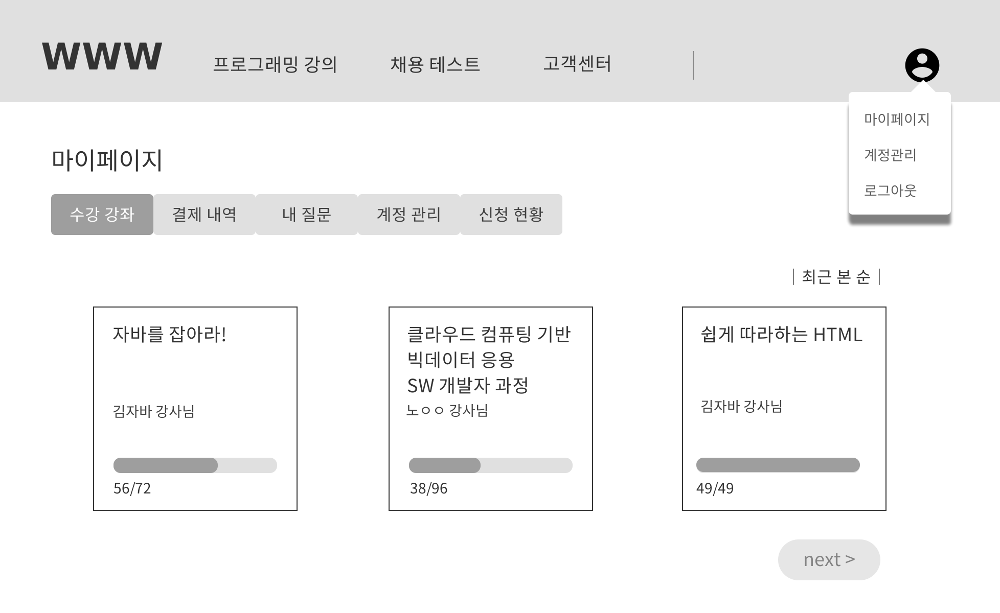 www
프로그래밍 강의
채용 테스트
고객센터
마이페이지
계정관리
로그아웃
마이페이지
수강 강좌
결제 내역
내 질문
계정 관리
신청 현황
최근 본 순
자바를 잡아라!
김자바 강사님
56/72
클라우드 컴퓨팅 기반
빅데이터 응용
SW 개발자 과정
노ㅇㅇ 강사님
38/96
쉽게 따라하는 HTML
김자바 강사님
49/49
next >